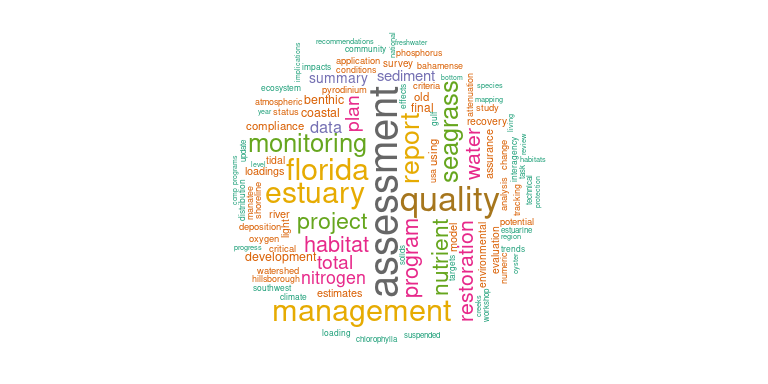 recommendations
national
freshwater
community
phosphorus
implications
application
survey
bahamense
impacts
conditions
summary
sediment
bottom
ecosystem
pyrodinium
criteria
species
attenuation
effects
old
mapping
atmospheric
benthic
plan
assessment
report
final
seagrass
study
year
status
coastal
gulf
recovery
living
compliance
data
water
assurance
review
monitoring
using
usa
change
interagency
update
tidal
level
florida
habitats
task
loadings
comp
programs
estuary
quality
analysis
technical
protection
distribution
manatee
shoreline
tracking
river
project
light
program
nutrient
restoration
potential
deposition
model
environmental
evaluation
estuarine
region
oxygen
habitat
progress
critical
solids
trends
development
total
targets
numeric
oyster
watershed
hillsborough
nitrogen
southwest
climate
estimates
management
creeks
workshop
loading
chlorophylla
suspended